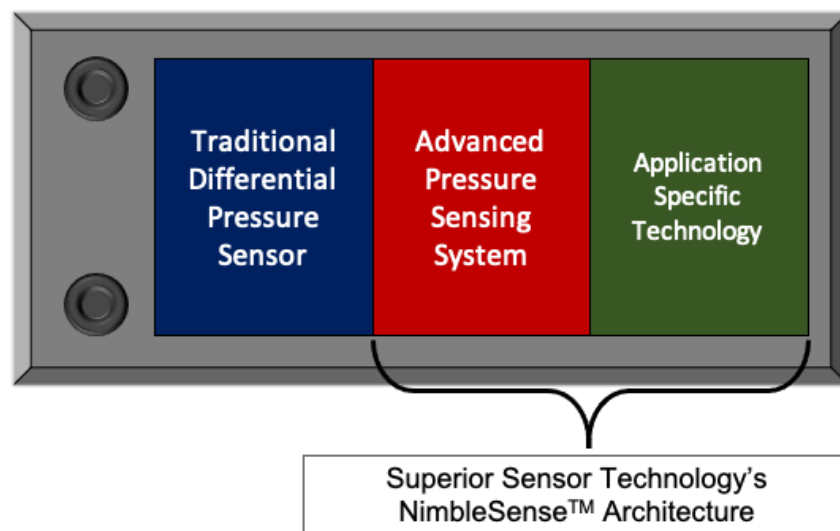 Traditional
Differential
Pressure
Sensor
Advanced
Pressure
Sensing
System
Application
Specific
Technology
Superior Sensor Technology's
NimbleSense™ Architecture